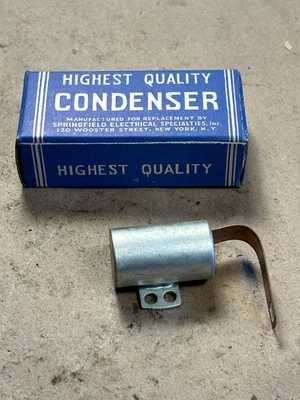 HIGHEST QUALITY
CONDENSER
MANUFACTURED FOR REPLACEMENT BY
SPRINGFIELD ELECTRICAL SPECIALTIES, Inc.
120 WOOSTER STREET, NEW YORK, N.Y.
HIGHEST QUALITY